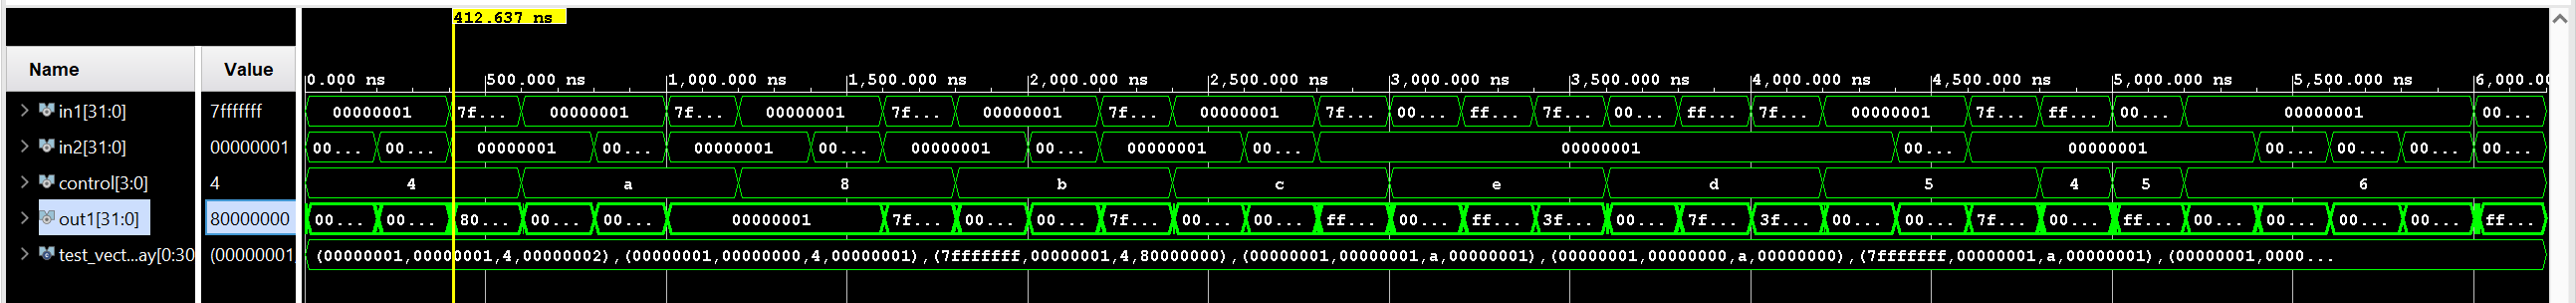 412.637 ns
Name Value
0.000 ns 500.000 ns 1,000.000 ns 1,500.000 ns 2,000.000 ns 2,500.000 ns 3,000.000 ns 3,500.000 ns 4,000.000 ns 4,500.000 ns 5,000.000 ns 5,500.000 ns 6,000.0
in1[31:0] 7fffffff 00000001 7f... 00000001 7f... 00000001 7f... 00000001 7f... 00000001 7f... 00... ff... 7f... 00... ff... 7f... 00000001 7f... ff... 00... 00000001 00...
in2[31:0] 00000001 00... 00... 00000001 00... 00000001 00... 00000001 00... 00000001 00... 00000001 00... 00000001 00... 00... 00... 00...
control[3:0] 4 4 a 8 b c e d 5 4 5 6
out1[31:0] 80000000 00... 00... 80... 00... 00... 00000001 7f... 00... 00... 7f... 00... 00... ff... 00... ff... 3f... 00... 7f... 3f... 00... 00... 7f... 00... ff... 00... 00... 00... 00... ff...
test_vect...ay[0:30 (00000001, (00000001,00000001,4,00000002),(00000001,00000000,4,00000001),(7fffffff,00000001,4,80000000),(00000001,00000001,a,00000001),(00000001,00000000,a,00000000),(7fffffff,00000001,a,00000001),(00000001,0000...